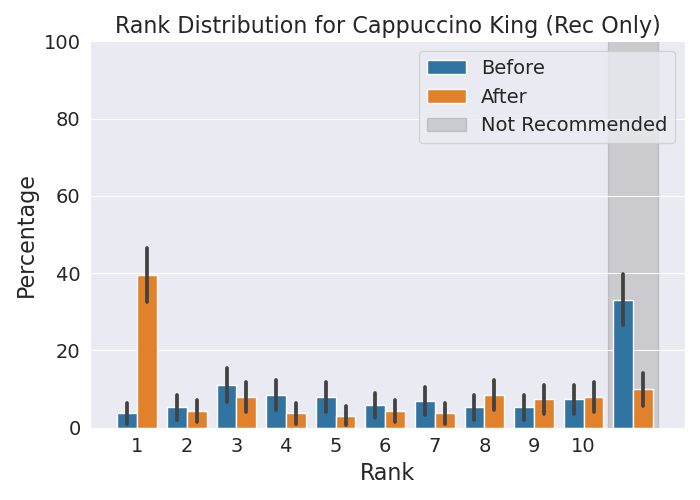 Rank Distribution for Cappuccino King (Rec Only)
100
80
60
40
20
0
Percentage
Before
After
Not Recommended
1 2 3 4 5 6 7 8 9 10
Rank